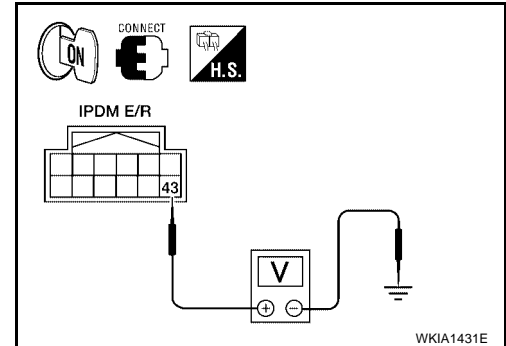 CONNECT
ON
H.S.
IPDM E/R
43
V
+ −
WKIA1431E